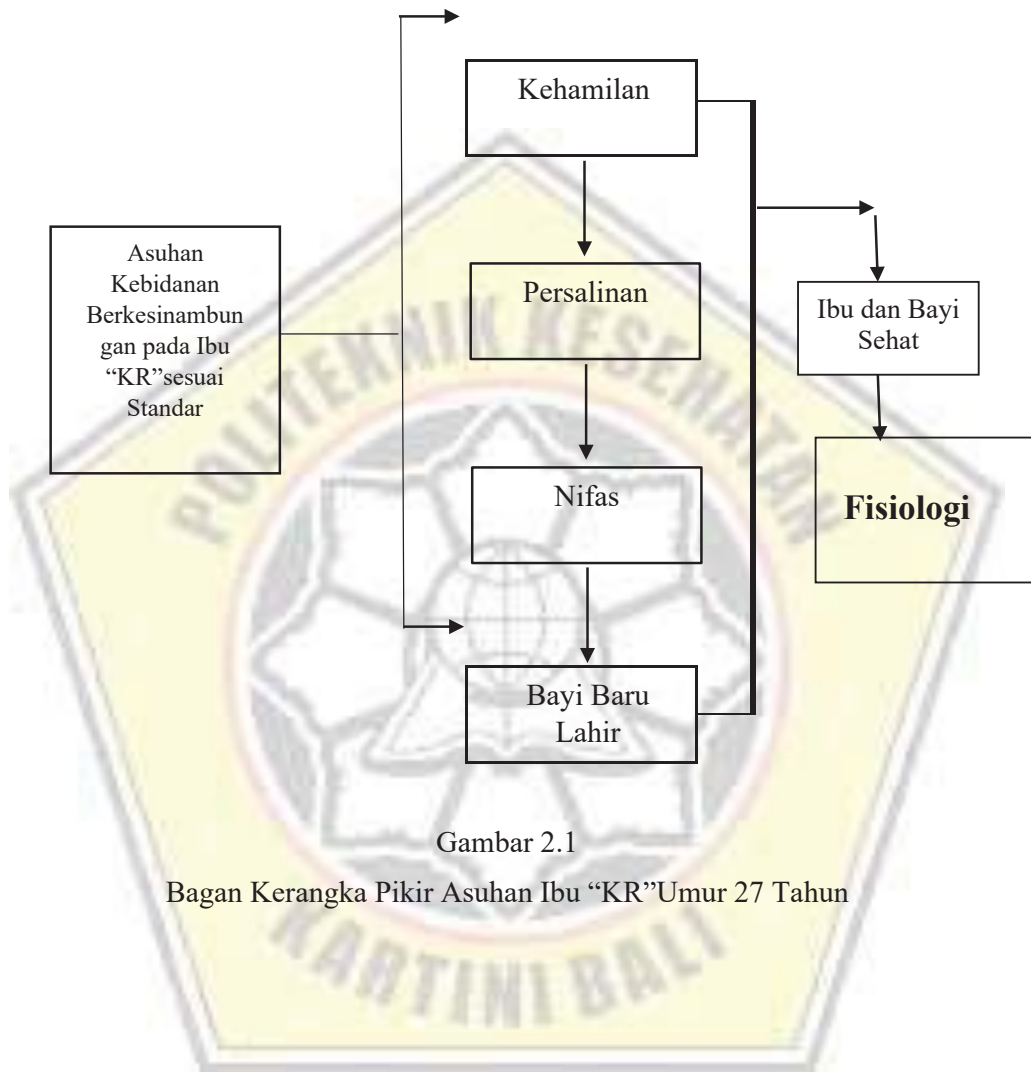 Kehamilan
Asuhan
Kebidanan
Berkesinambun
gan pada Ibu
“KR”sesuai
Standar
Persalinan
Ibu dan Bayi
Sehat
Nifas
Fisiologi
Bayi Baru
Lahir
Gambar 2.1
Bagan Kerangka Pikir Asuhan Ibu “KR”Umur 27 Tahun
POLITEKNIK KESEHATAN
KARTINI BALI